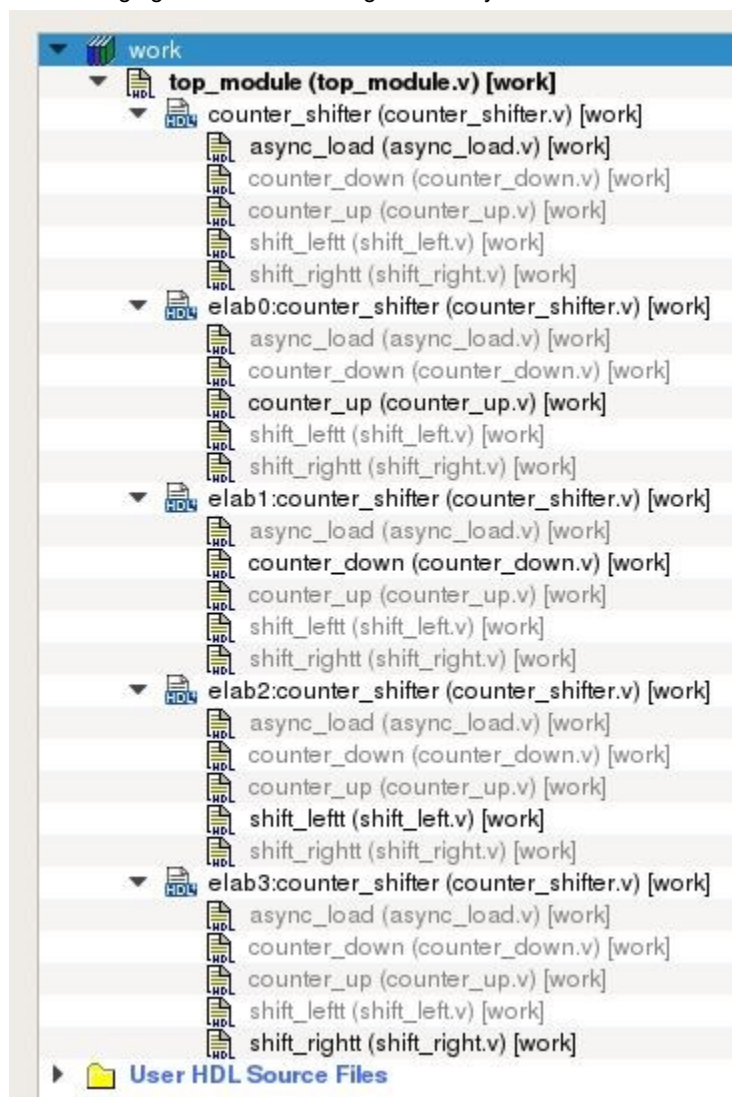 work
top_module (top_module.v) [work]
counter_shifter (counter_shifter.v) [work]
async_load (async_load.v) [work]
counter_down (counter_down.v) [work]
counter_up (counter_up.v) [work]
shift_leftt (shift_left.v) [work]
shift_rightt (shift_right.v) [work]
elab0:counter_shifter (counter_shifter.v) [work]
async_load (async_load.v) [work]
counter_down (counter_down.v) [work]
counter_up (counter_up.v) [work]
shift_leftt (shift_left.v) [work]
shift_rightt (shift_right.v) [work]
elab1:counter_shifter (counter_shifter.v) [work]
async_load (async_load.v) [work]
counter_down (counter_down.v) [work]
counter_up (counter_up.v) [work]
shift_leftt (shift_left.v) [work]
shift_rightt (shift_right.v) [work]
elab2:counter_shifter (counter_shifter.v) [work]
async_load (async_load.v) [work]
counter_down (counter_down.v) [work]
counter_up (counter_up.v) [work]
shift_leftt (shift_left.v) [work]
shift_rightt (shift_right.v) [work]
elab3:counter_shifter (counter_shifter.v) [work]
async_load (async_load.v) [work]
counter_down (counter_down.v) [work]
counter_up (counter_up.v) [work]
shift_leftt (shift_left.v) [work]
shift_rightt (shift_right.v) [work]
User HDL Source Files